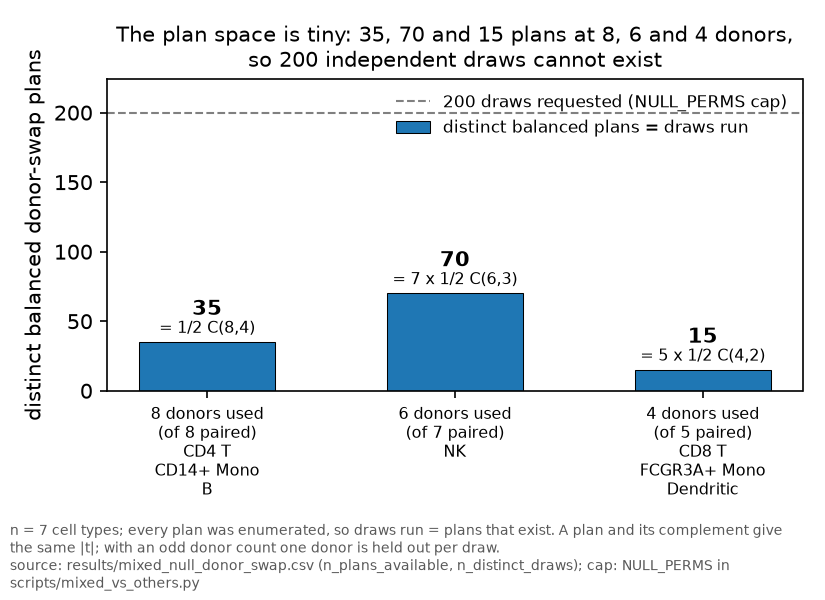 The plan space is tiny: 35, 70 and 15 plans at 8, 6 and 4 donors,
so 200 independent draws cannot exist
distinct balanced donor-swap plans
200
150
100
50
0
200 draws requested (NULL_PERMS cap)
distinct balanced plans = draws run
35
= 1/2 C(8,4)
70
= 7 x 1/2 C(6,3)
15
= 5 x 1/2 C(4,2)
8 donors used
(of 8 paired)
CD4 T
CD14+ Mono
B
6 donors used
(of 7 paired)
NK
4 donors used
(of 5 paired)
CD8 T
FCGR3A+ Mono
Dendritic
n = 7 cell types; every plan was enumerated, so draws run = plans that exist. A plan and its complement give
the same |t|; with an odd donor count one donor is held out per draw.
source: results/mixed_null_donor_swap.csv (n_plans_available, n_distinct_draws); cap: NULL_PERMS in
scripts/mixed_vs_others.py